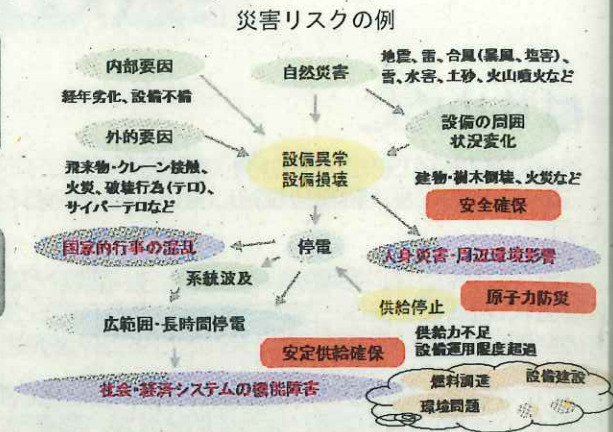 災害リスクの例
内部要因
経年劣化、設備不備
自然災害
地震、雷、台風(暴風、塩害)、
雪、水害、土砂、火山噴火など
外的要因
飛来物・クレーン接触、
火災、破壊行為(テロ)、
サイバーテロなど
設備異常
設備損壊
設備の周囲
状況変化
建物・樹木倒壊、火災など
安全確保
国家的行事の混乱
停電
人身災害・周辺環境影響
系統波及
供給停止
原子力防災
広範囲・長時間停電
供給力不足
設備運用限度超過
安定供給確保
社会・経済システムの機能障害
燃料調達
設備建設
環境問題